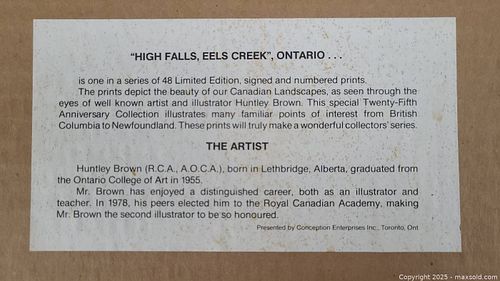 "HIGH FALLS, EELS CREEK", ONTARIO . . .
is one in a series of 48 Limited Edition, signed and numbered prints.
The prints depict the beauty of our Canadian Landscapes, as seen through the
eyes of well known artist and illustrator Huntley Brown. This special Twenty-Fifth
Anniversary Collection illustrates many familiar points of interest from British
Columbia to Newfoundland. These prints will truly make a wonderful collectors' series.
THE ARTIST
Huntley Brown (R.C.A., A.O.C.A.), born in Lethbridge, Alberta, graduated from
the Ontario College of Art in 1955.
Mr. Brown has enjoyed a distinguished career, both as an illustrator and
teacher. In 1978, his peers elected him to the Royal Canadian Academy, making
Mr. Brown the second illustrator to be so honoured.
Presented by Conception Enterprises Inc., Toronto, Ont
Copyright © 2025 - maxsold.com